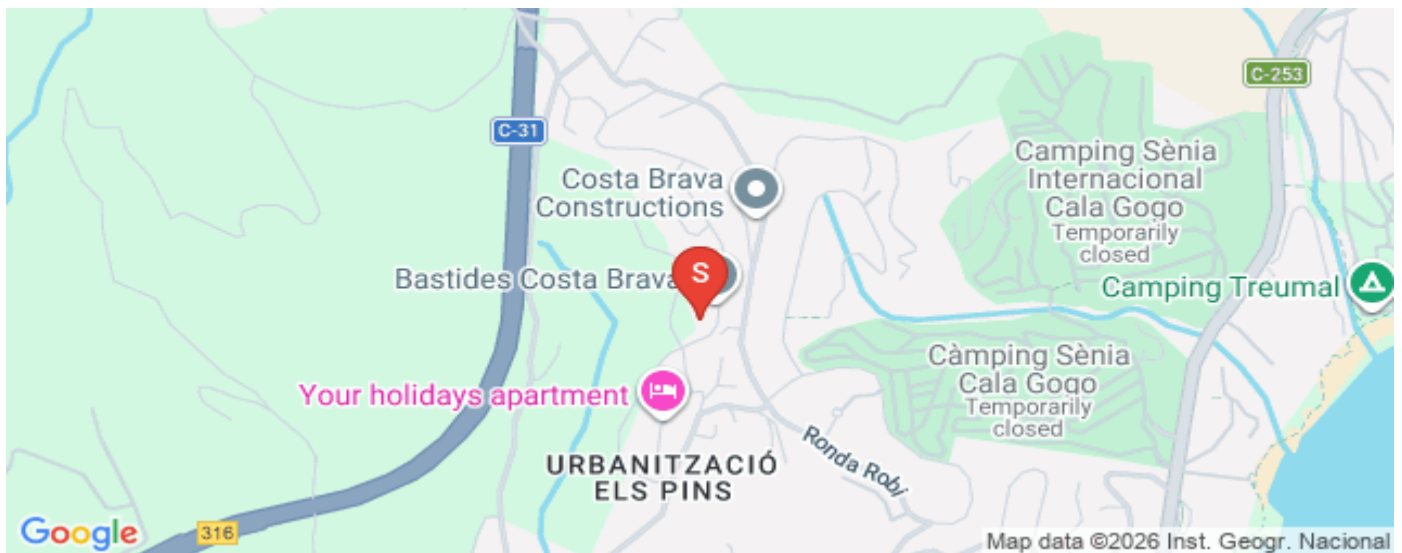 C-253
C-31
Camping Sènia
Internacional
Cala Gogo
Temporarily
closed
Costa Brava
Constructions
S
Bastides Costa Brava
Camping Treumal
Càmping Sènia
Cala Gogo
Temporarily
closed
Your holidays apartment
Ronda Robí
URBANITZACIÓ
ELS PINS
Google
316
Map data ©2026 Inst. Geogr. Nacional